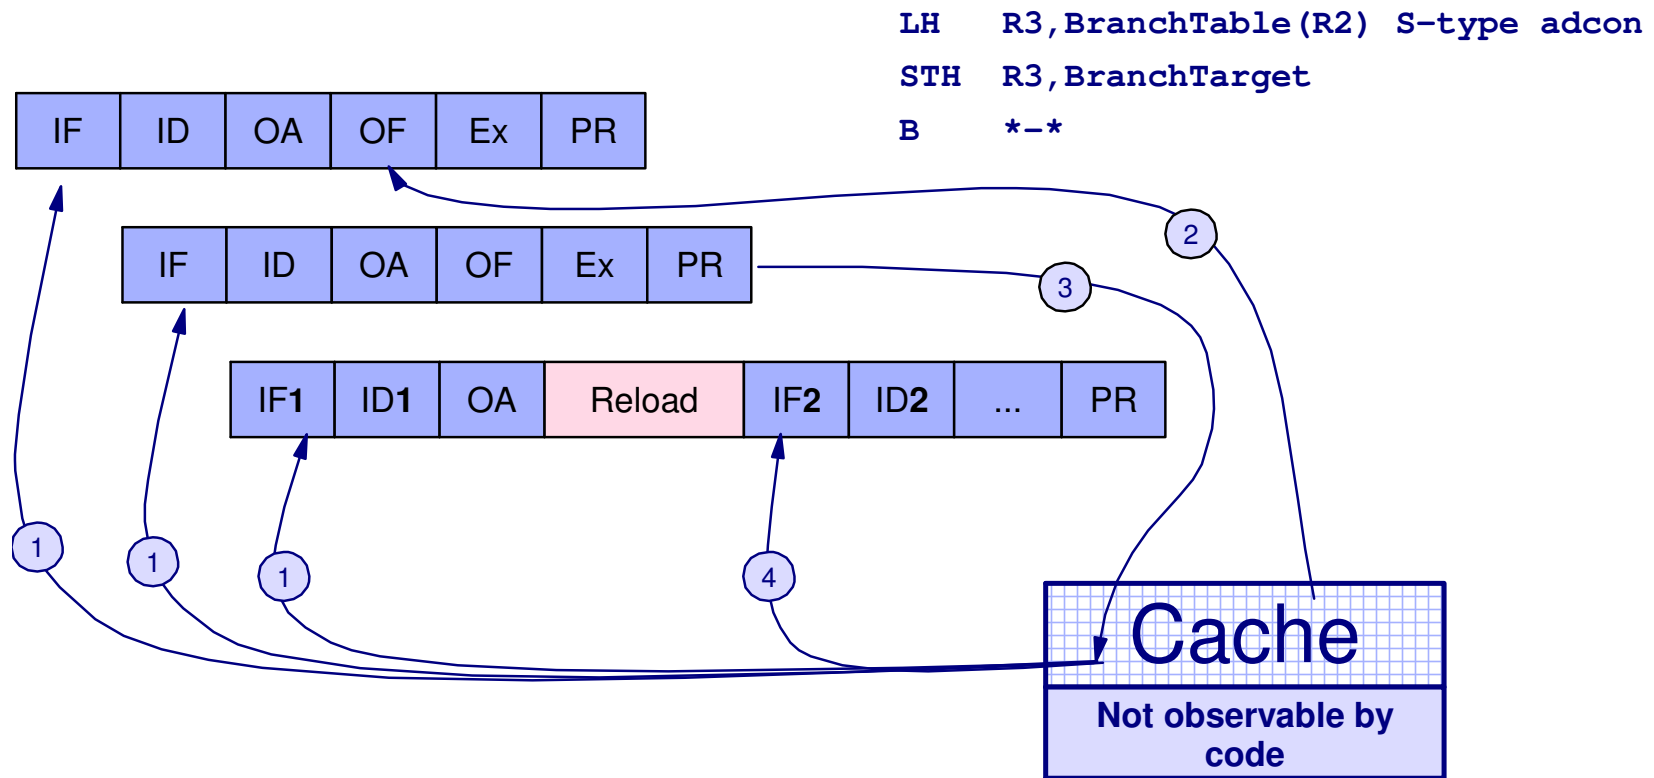 LH R3,BranchTable(R2) S-type adcon
STH R3,BranchTarget
B *-*
IF ID OA OF Ex PR
2
IF ID OA OF Ex PR
3
IF1 ID1 OA Reload IF2 ID2 ... PR
1 1 1 4
Cache
Not observable by
code